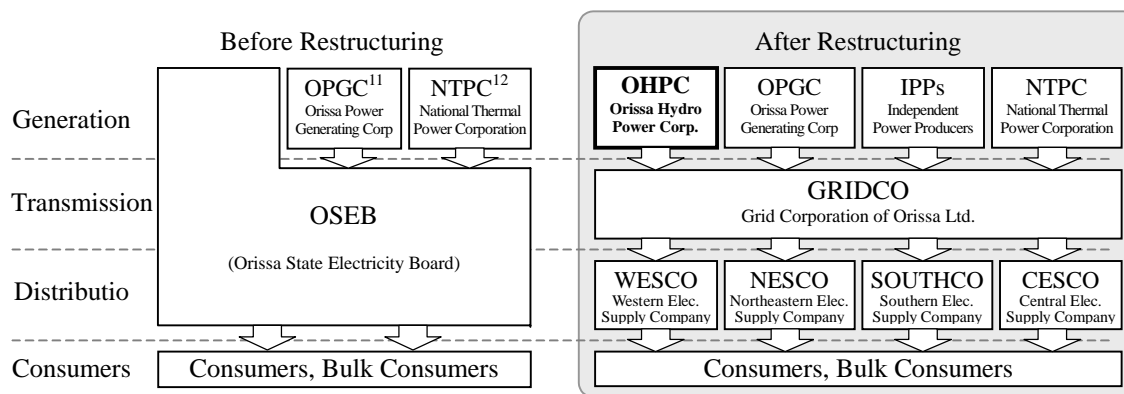 Before Restructuring
After Restructuring
Generation
OPGC11
Orissa Power
Generating Corp
NTPC12
National Thermal
Power Corporation
OHPC
Orissa Hydro
Power Corp.
OPGC
Orissa Power
Generating Corp
IPPs
Independent
Power Producers
NTPC
National Thermal
Power Corporation
Transmission
OSEB
(Orissa State Electricity Board)
GRIDCO
Grid Corporation of Orissa Ltd.
Distributio
WESCO
Western Elec.
Supply Company
NESCO
Northeastern Elec.
Supply Company
SOUTHCO
Southern Elec.
Supply Company
CESCO
Central Elec.
Supply Company
Consumers
Consumers, Bulk Consumers
Consumers, Bulk Consumers